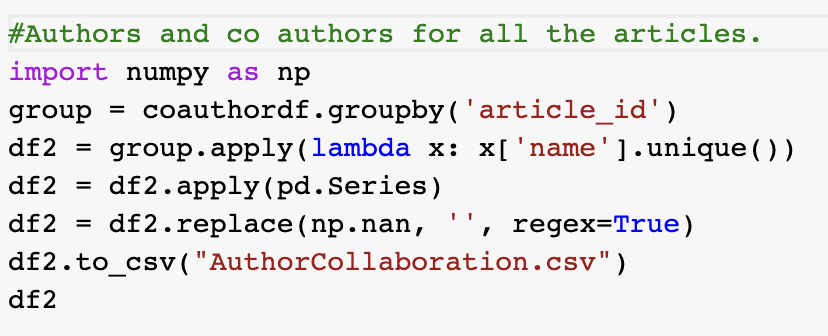 #Authors and co authors for all the articles.
import numpy as np
group = coauthordf.groupby('article_id')
df2 = group.apply(lambda x: x['name'].unique())
df2 = df2.apply(pd.Series)
df2 = df2.replace(np.nan, '', regex=True)
df2.to_csv("AuthorCollaboration.csv")
df2